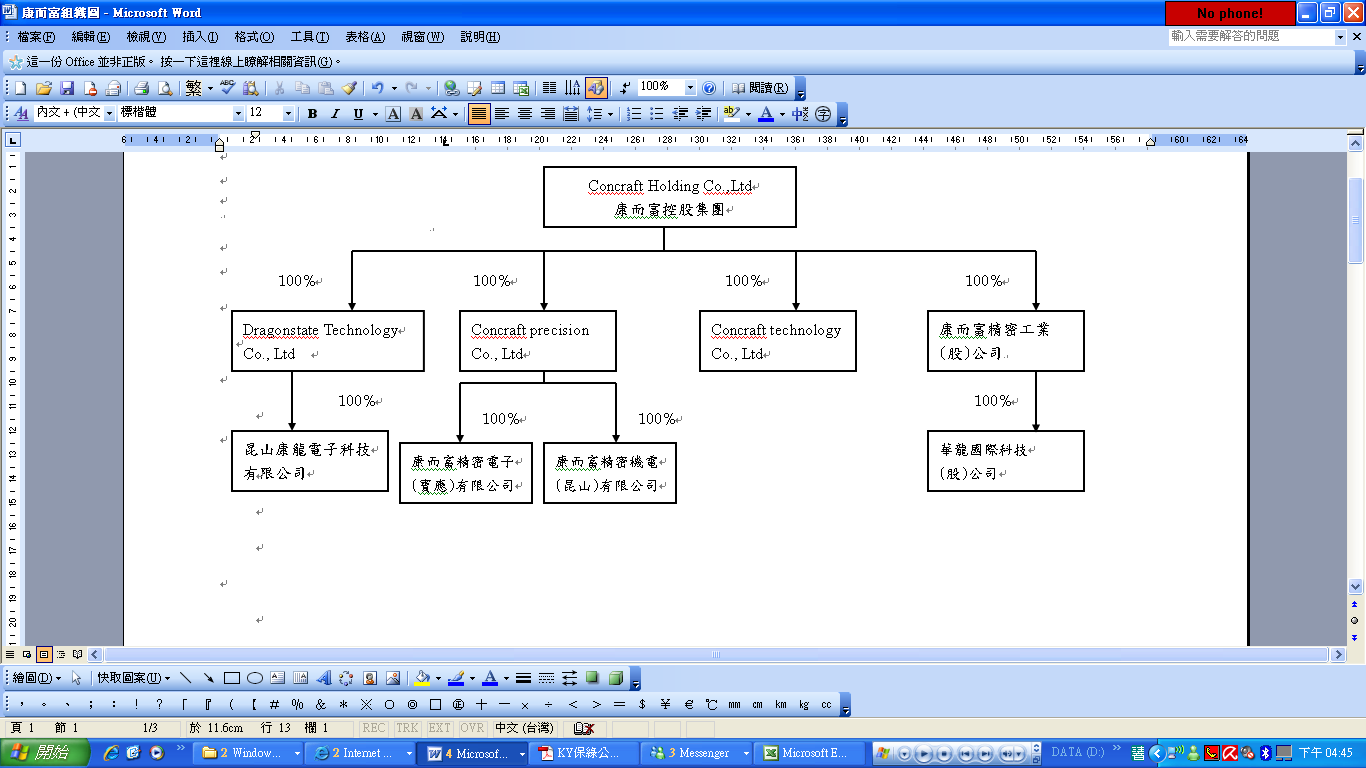 康而富組織圖 - Microsoft Word
No phone!
檔案(F) 編輯(E) 檢視(V) 插入(I) 格式(O) 工具(T) 表格(A) 視窗(W) 說明(H)
輸入需要解答的問題
這一份 Office 並非正版。 按一下這裡線上瞭解相關資訊(G)。
繁 100% 閱讀(R)
內文 + (中文 標楷體 12 B I U A A
Concraft Holding Co.,Ltd
康而富控股集團
100% 100% 100% 100%
Dragonstate Technology
Co., Ltd
Concraft precision
Co., Ltd
Concraft technology
Co., Ltd
康而富精密工業
(股)公司
100% 100% 100% 100%
昆山康龍電子科技
有限公司
康而富精密電子
(寶應)有限公司
康而富精密機電
(昆山)有限公司
華龍國際科技
(股)公司
繪圖(D) 快取圖案(U)
, 。 、 ; : ! ? 『 『 ( [ # % & * ※ ○ ◎ □ ㊣ + - × ÷ < > = $ ¥ € ℃ mm cm km kg cc
頁 1 節 1 1/3 於 11.6cm 行 13 欄 1 REC TRK EXT OVR 中文 (台灣)
開始 2 Window... 2 Internet ... 4 Microsof... KY保綠公... 3 Messenger Microsoft E... DATA (D:) 下午 04:45